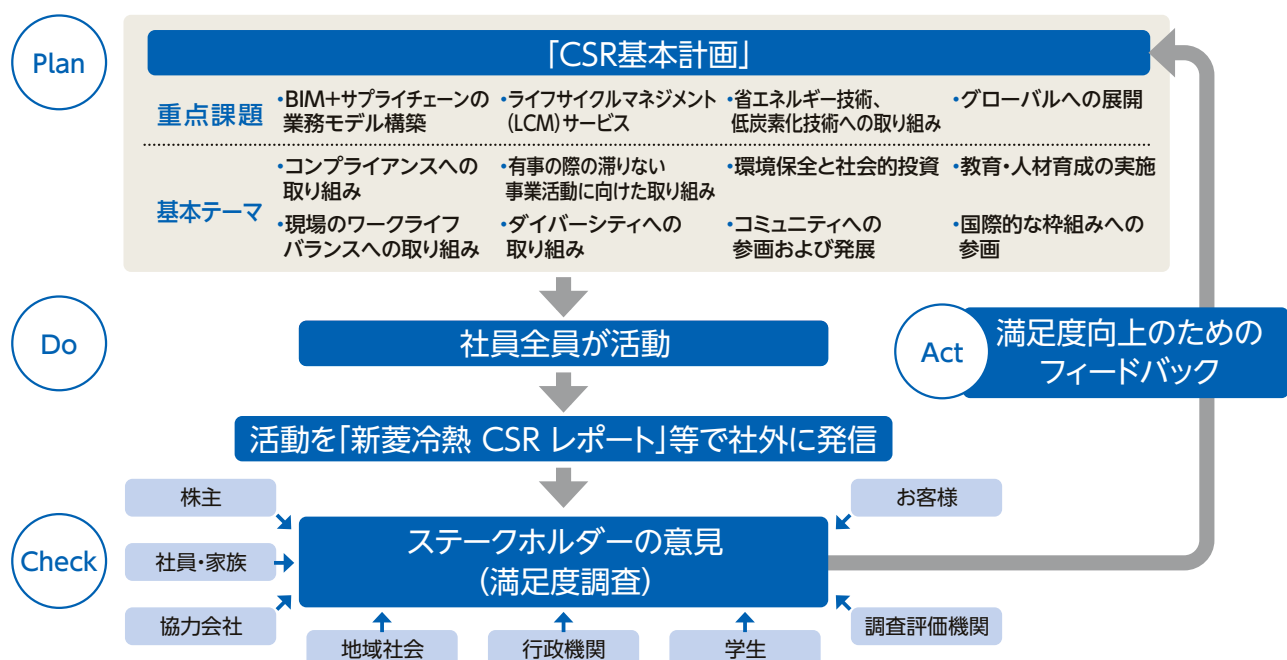 Plan
「CSR基本計画」
重点課題
・BIM+サプライチェーンの
業務モデル構築
・ライフサイクルマネジメント
(LCM)サービス
・省エネルギー技術、
低炭素化技術への取り組み
・グローバルへの展開
基本テーマ
・コンプライアンスへの
取り組み
・有事の際の滞りない
事業活動に向けた取り組み
・環境保全と社会的投資
・教育・人材育成の実施
・現場のワークライフ
バランスへの取り組み
・ダイバーシティへの
取り組み
・コミュニティへの
参画および発展
・国際的な枠組みへの
参画
Do
社員全員が活動
Act
満足度向上のための
フィードバック
活動を「新菱冷熱 CSR レポート」等で社外に発信
Check
株主
社員・家族
協力会社
ステークホルダーの意見
(満足度調査)
お客様
調査評価機関
地域社会
行政機関
学生